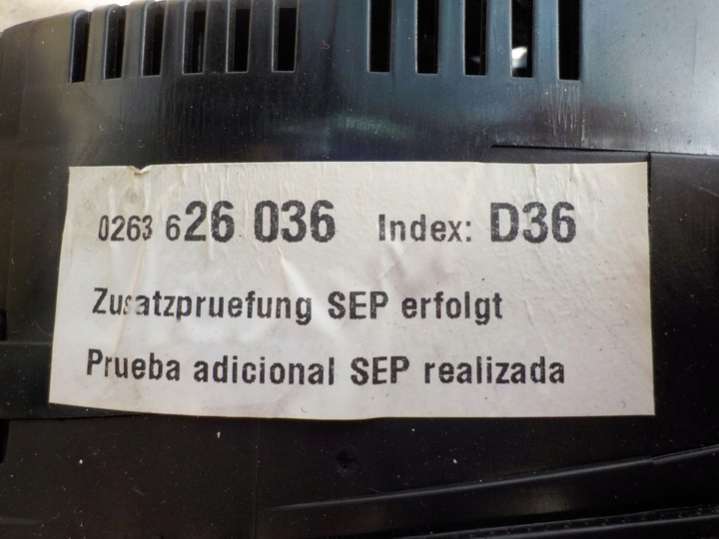 0263 626 036 Index: D36
Zusatzpruefung SEP erfolgt
Prueba adicional SEP realizada